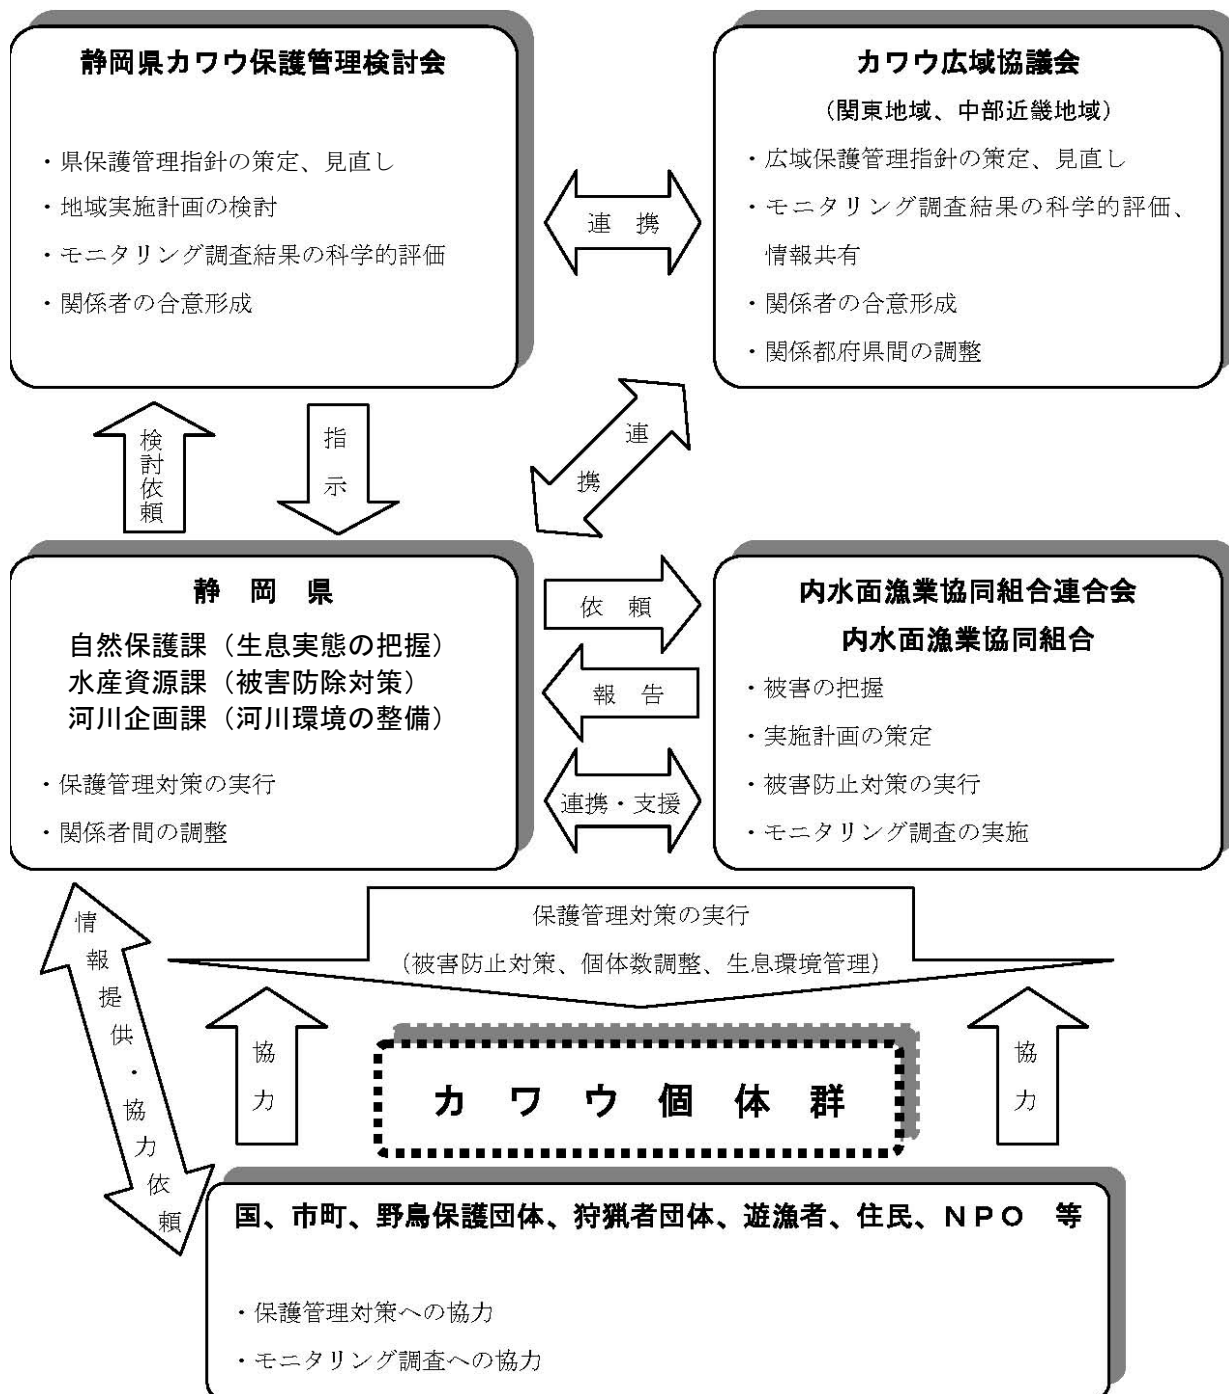 静岡県カワウ保護管理検討会
・県保護管理指針の策定、見直し
・地域実施計画の検討
・モニタリング調査結果の科学的評価
・関係者の合意形成
連 携
カワウ広域協議会
（関東地域、中部近畿地域）
・広域保護管理指針の策定、見直し
・モニタリング調査結果の科学的評価、
情報共有
・関係者の合意形成
・関係都府県間の調整
検討依頼
指示
連携
静 岡 県
自然保護課（生息実態の把握）
水産資源課（被害防除対策）
河川企画課（河川環境の整備）
・保護管理対策の実行
・関係者間の調整
依 頼
報 告
連携・支援
内水面漁業協同組合連合会
内水面漁業協同組合
・被害の把握
・実施計画の策定
・被害防止対策の実行
・モニタリング調査の実施
情報提供・協力依頼
保護管理対策の実行
（被害防止対策、個体数調整、生息環境管理）
協力
カ ワ ウ 個 体 群
協力
国、市町、野鳥保護団体、狩猟者団体、遊漁者、住民、ＮＰＯ 等
・保護管理対策への協力
・モニタリング調査への協力